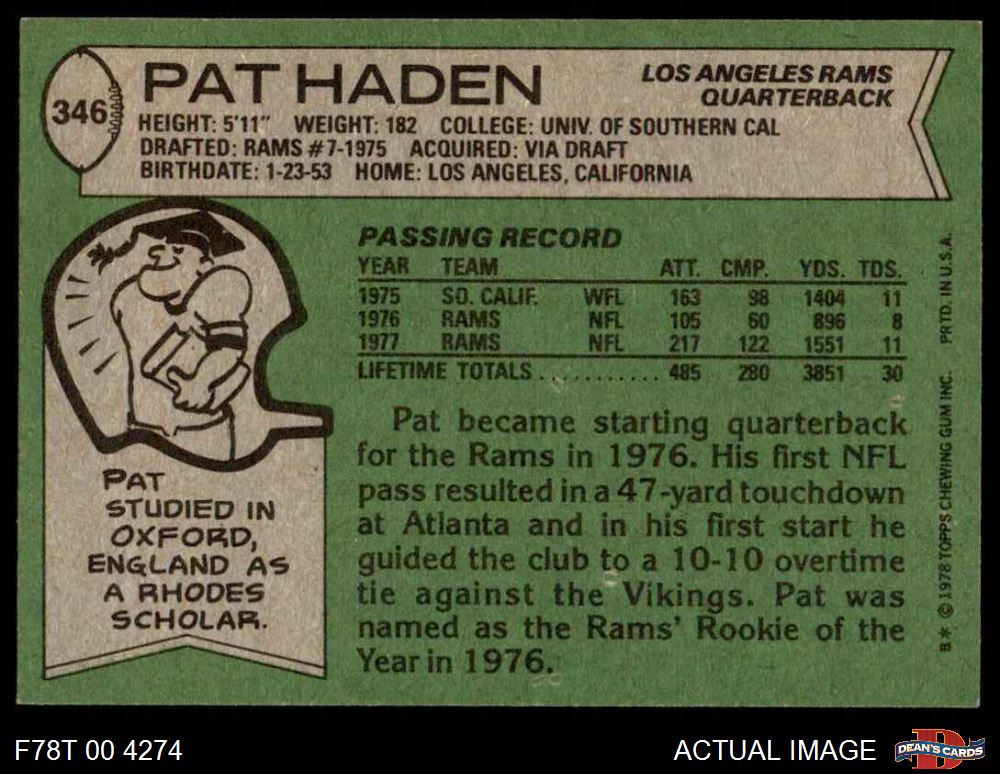 346
PAT HADEN
LOS ANGELES RAMS
QUARTERBACK
HEIGHT: 5'11" WEIGHT: 182 COLLEGE: UNIV. OF SOUTHERN CAL
DRAFTED: RAMS #7-1975 ACQUIRED: VIA DRAFT
BIRTHDATE: 1-23-53 HOME: LOS ANGELES, CALIFORNIA
PASSING RECORD
YEAR TEAM ATT. CMP. YDS. TDS.
1975 SO. CALIF. WFL 163 98 1404 11
1976 RAMS NFL 105 60 896 8
1977 RAMS NFL 217 122 1551 11
LIFETIME TOTALS............ 485 280 3851 30
Pat became starting quarterback
for the Rams in 1976. His first NFL
pass resulted in a 47-yard touchdown
at Atlanta and in his first start he
guided the club to a 10-10 overtime
tie against the Vikings. Pat was
named as the Rams' Rookie of the
Year in 1976.
PAT
STUDIED IN
OXFORD,
ENGLAND AS
A RHODES
SCHOLAR.
B* © 1978 TOPPS CHEWING GUM INC. PRTD. IN U.S.A.
F78T 00 4274
ACTUAL IMAGE
D
DEAN'S CARDS